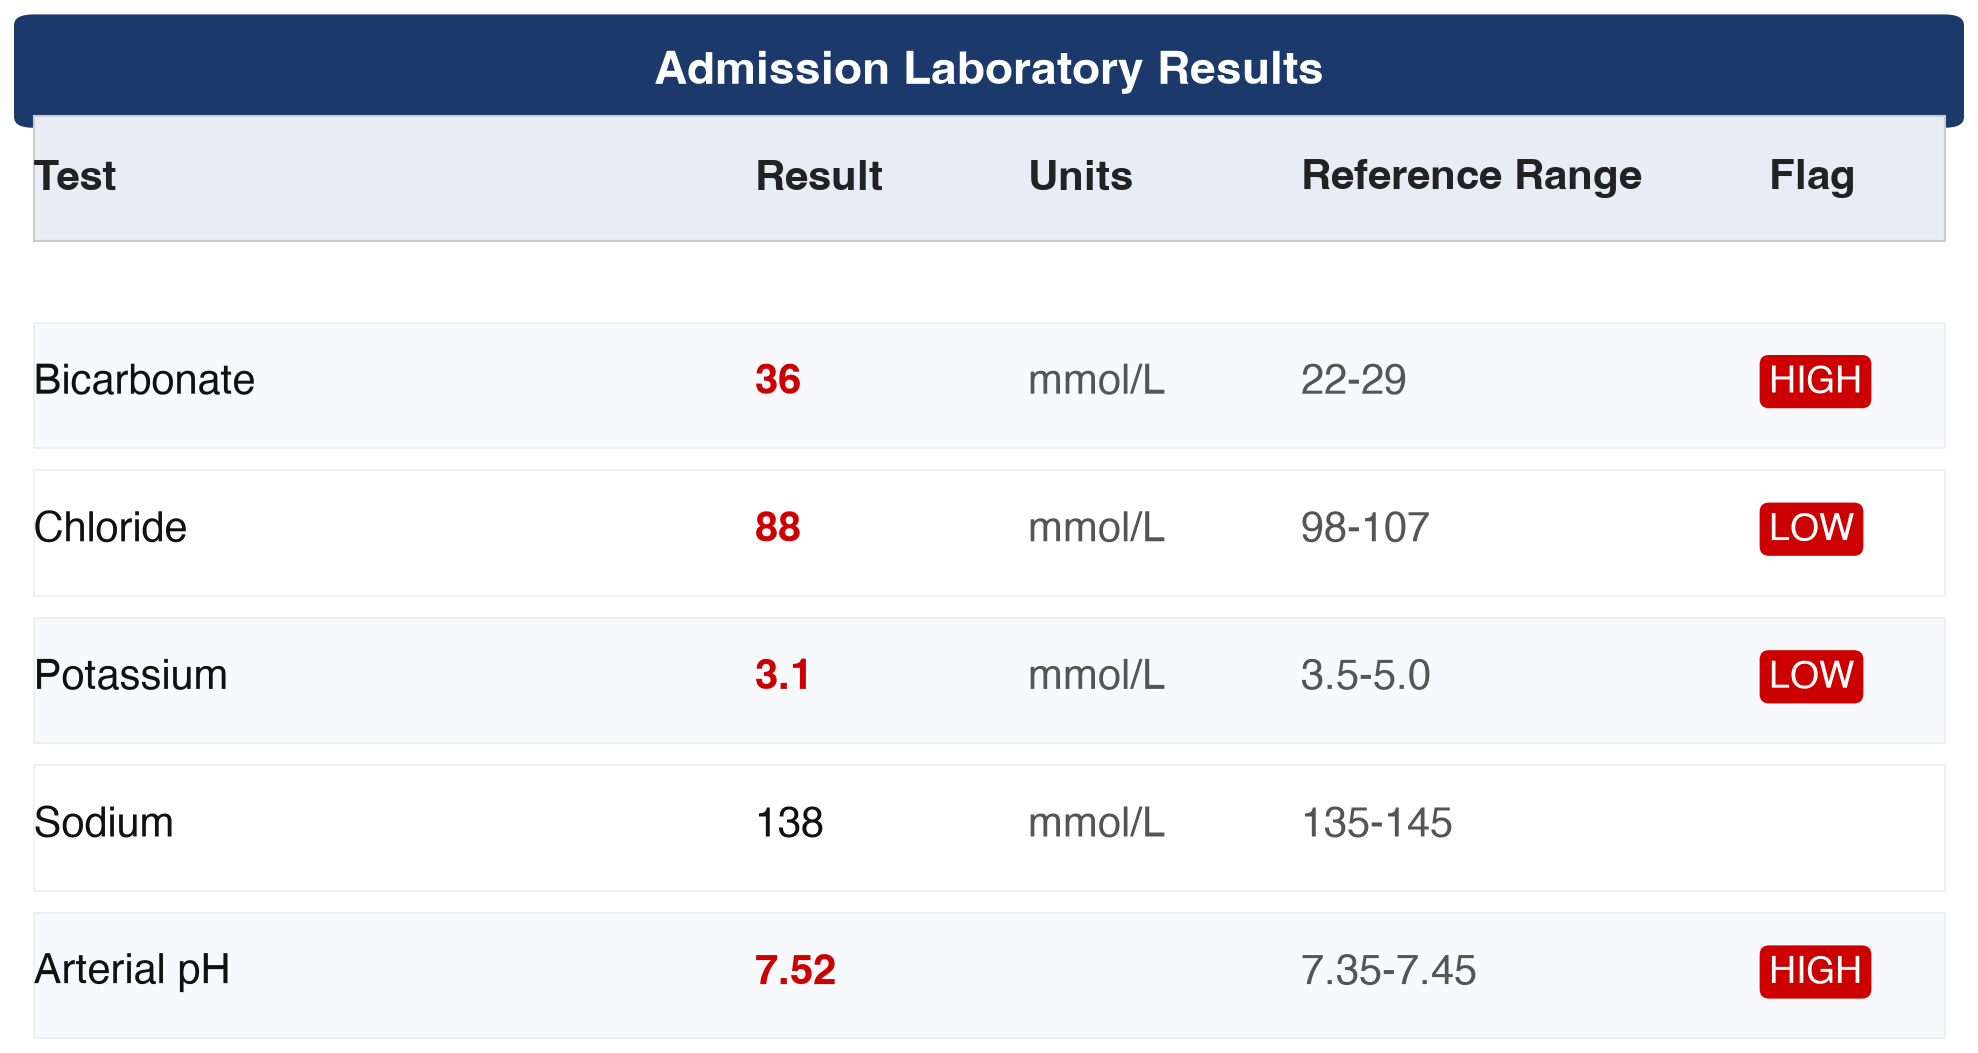 Admission Laboratory Results
Test Result Units Reference Range Flag
Bicarbonate 36 mmol/L 22-29 HIGH
Chloride 88 mmol/L 98-107 LOW
Potassium 3.1 mmol/L 3.5-5.0 LOW
Sodium 138 mmol/L 135-145
Arterial pH 7.52 7.35-7.45 HIGH